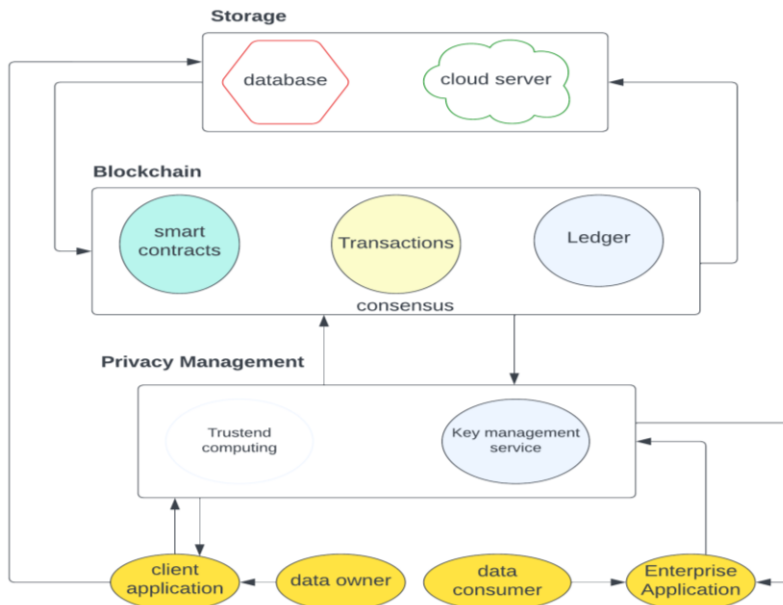 Storage
database
cloud server
Blockchain
smart
contracts
Transactions
Ledger
consensus
Privacy Management
Trustend
computing
Key management
service
client
application
data owner
data
consumer
Enterprise
Application